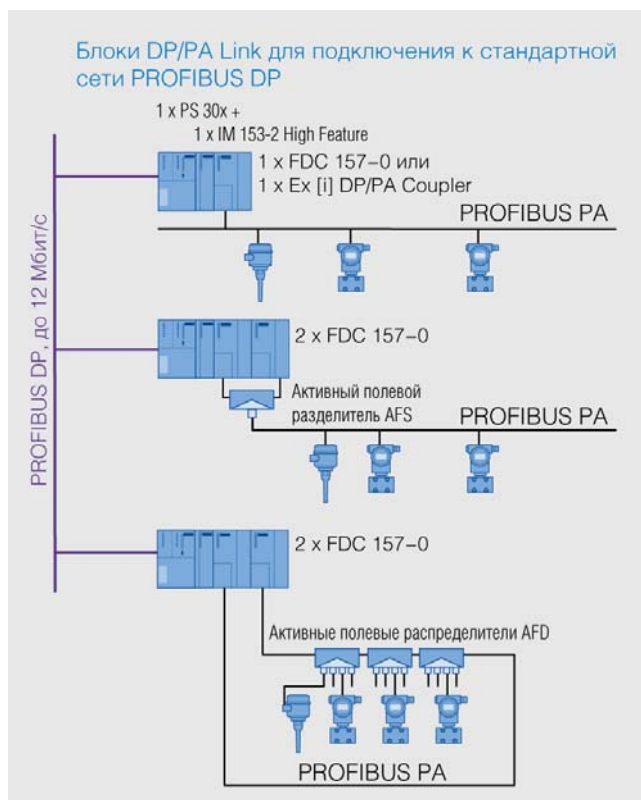 Блоки DP/PA Link для подключения к стандартной
сети PROFIBUS DP
1 x PS 30x +
1 x IM 153-2 High Feature
1 x FDC 157-0 или
1 x Ex [i] DP/PA Coupler
PROFIBUS PA
PROFIBUS DP, до 12 Мбит/с
2 x FDC 157-0
Активный полевой
разделитель AFS
PROFIBUS PA
2 x FDC 157-0
Активные полевые распределители AFD
PROFIBUS PA